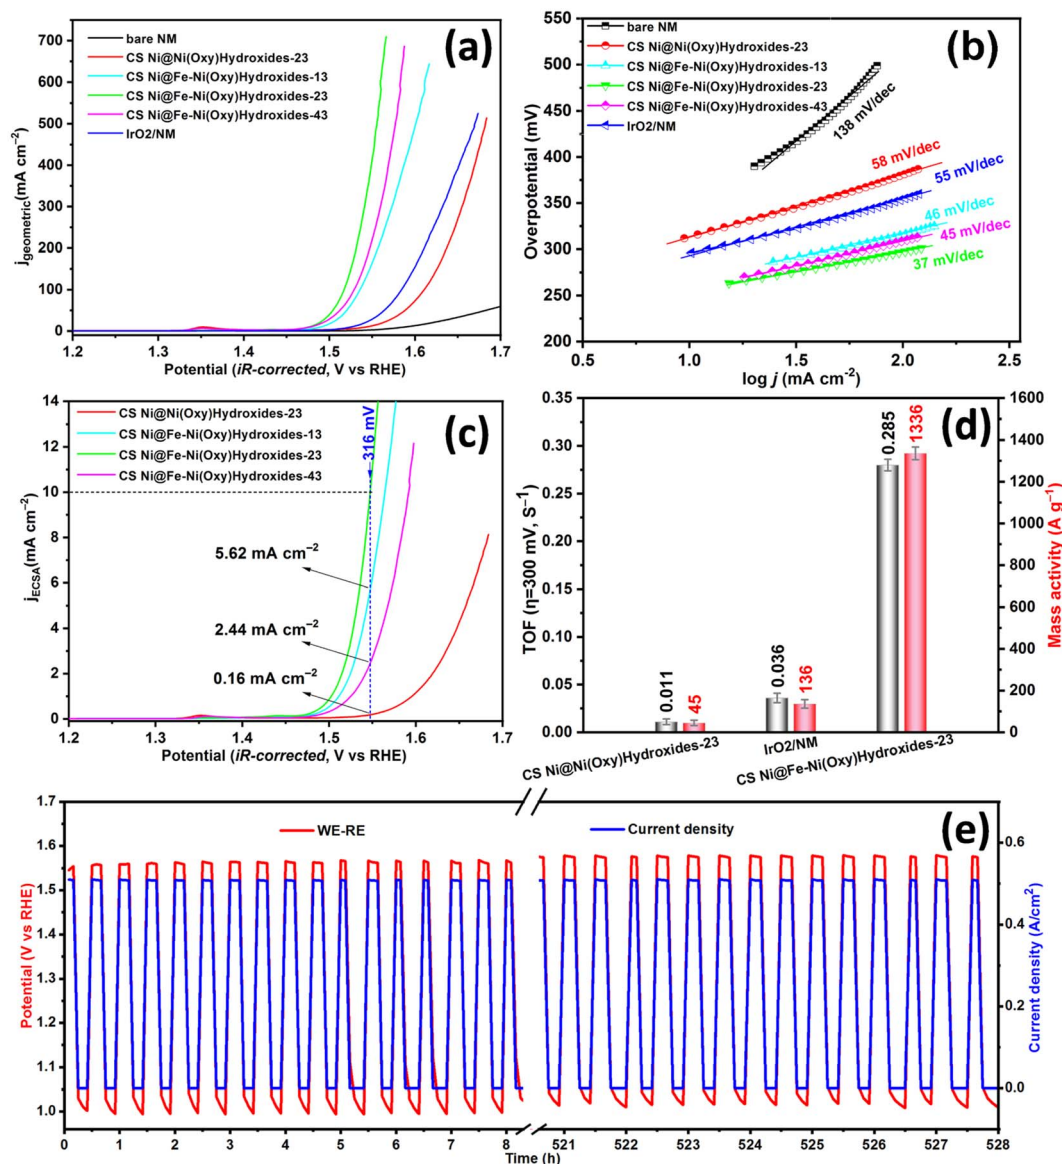 (a)
bare NM
CS Ni@Ni(Oxy)Hydroxides-23
CS Ni@Fe-Ni(Oxy)Hydroxides-13
CS Ni@Fe-Ni(Oxy)Hydroxides-23
CS Ni@Fe-Ni(Oxy)Hydroxides-43
IrO2/NM
700
600
500
400
300
200
100
0
j_geometric(mA cm⁻²)
1.2 1.3 1.4 1.5 1.6 1.7
Potential (iR-corrected, V vs RHE)
(b)
bare NM
CS Ni@Ni(Oxy)Hydroxides-23
CS Ni@Fe-Ni(Oxy)Hydroxides-13
CS Ni@Fe-Ni(Oxy)Hydroxides-23
CS Ni@Fe-Ni(Oxy)Hydroxides-43
IrO2/NM
138 mV/dec
58 mV/dec
55 mV/dec
46 mV/dec
45 mV/dec
37 mV/dec
550
500
450
400
350
300
250
200
Overpotential (mV)
0.5 1.0 1.5 2.0 2.5
log j (mA cm⁻²)
(c)
CS Ni@Ni(Oxy)Hydroxides-23
CS Ni@Fe-Ni(Oxy)Hydroxides-13
CS Ni@Fe-Ni(Oxy)Hydroxides-23
CS Ni@Fe-Ni(Oxy)Hydroxides-43
316 mV
5.62 mA cm⁻²
2.44 mA cm⁻²
0.16 mA cm⁻²
14
12
10
8
6
4
2
0
j_ECSA(mA cm⁻²)
1.2 1.3 1.4 1.5 1.6 1.7
Potential (iR-corrected, V vs RHE)
(d)
0.35
0.30
0.25
0.20
0.15
0.10
0.05
0.00
TOF (η=300 mV, S⁻¹)
0.011
45
0.036
136
0.285
1336
1600
1400
1200
1000
800
600
400
200
0
Mass activity (A g⁻¹)
CS Ni@Ni(Oxy)Hydroxides-23
IrO2/NM
CS Ni@Fe-Ni(Oxy)Hydroxides-23
(e)
WE-RE
Current density
1.7
1.6
1.5
1.4
1.3
1.2
1.1
1.0
Potential (V vs RHE)
0.6
0.4
0.2
0.0
Current density (A/cm²)
0 1 2 3 4 5 6 7 8 521 522 523 524 525 526 527 528
Time (h)